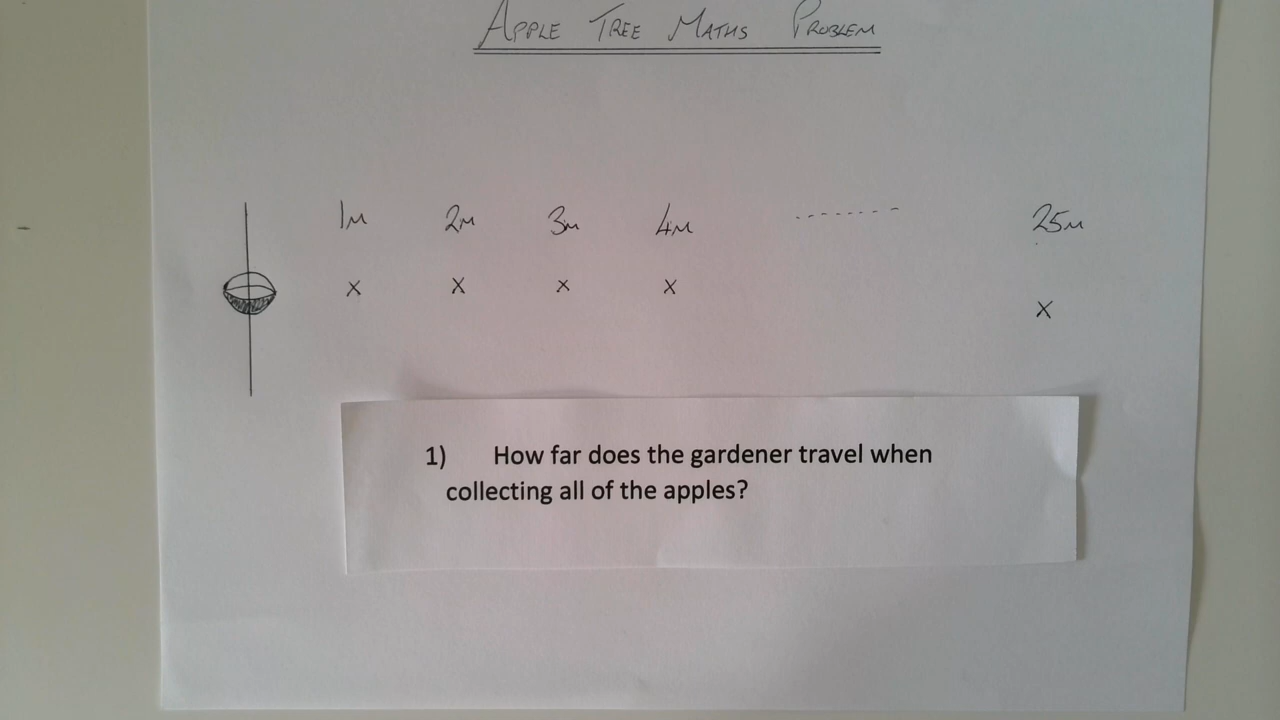 APPLE TREE MATHS PROBLEM
1M 2M 3M 4M -------- 25M
X X X X X
1) How far does the gardener travel when
collecting all of the apples?